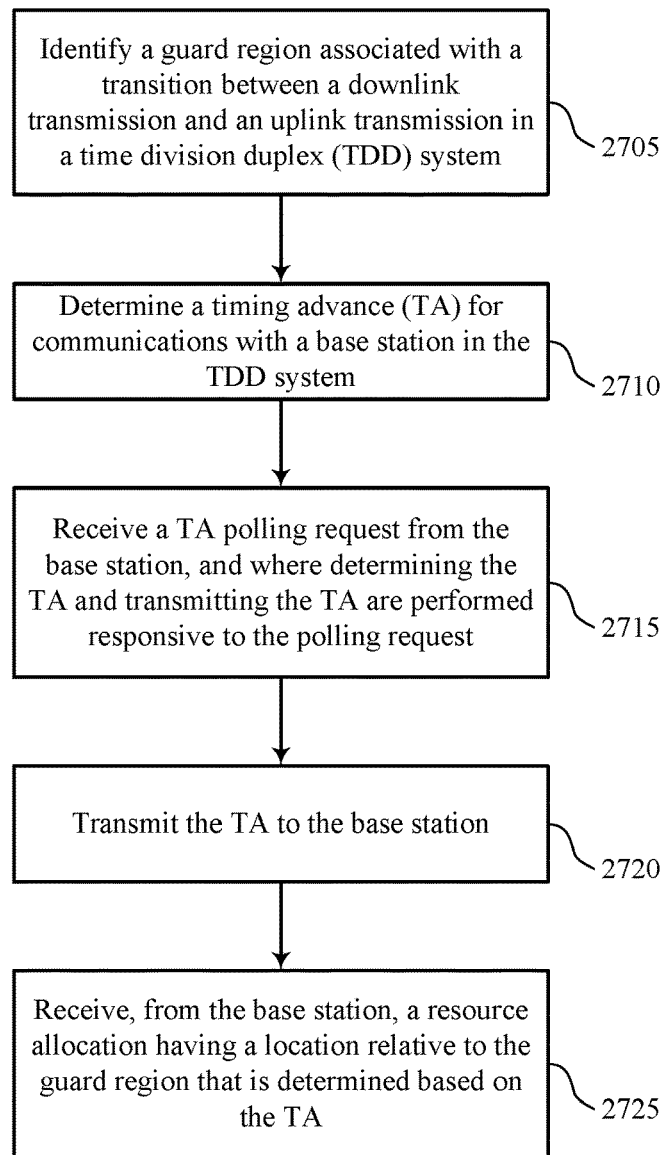 Identify a guard region associated with a
transition between a downlink
transmission and an uplink transmission in
a time division duplex (TDD) system
2705
Determine a timing advance (TA) for
communications with a base station in the
TDD system
2710
Receive a TA polling request from the
base station, and where determining the
TA and transmitting the TA are performed
responsive to the polling request
2715
Transmit the TA to the base station
2720
Receive, from the base station, a resource
allocation having a location relative to the
guard region that is determined based on
the TA
2725